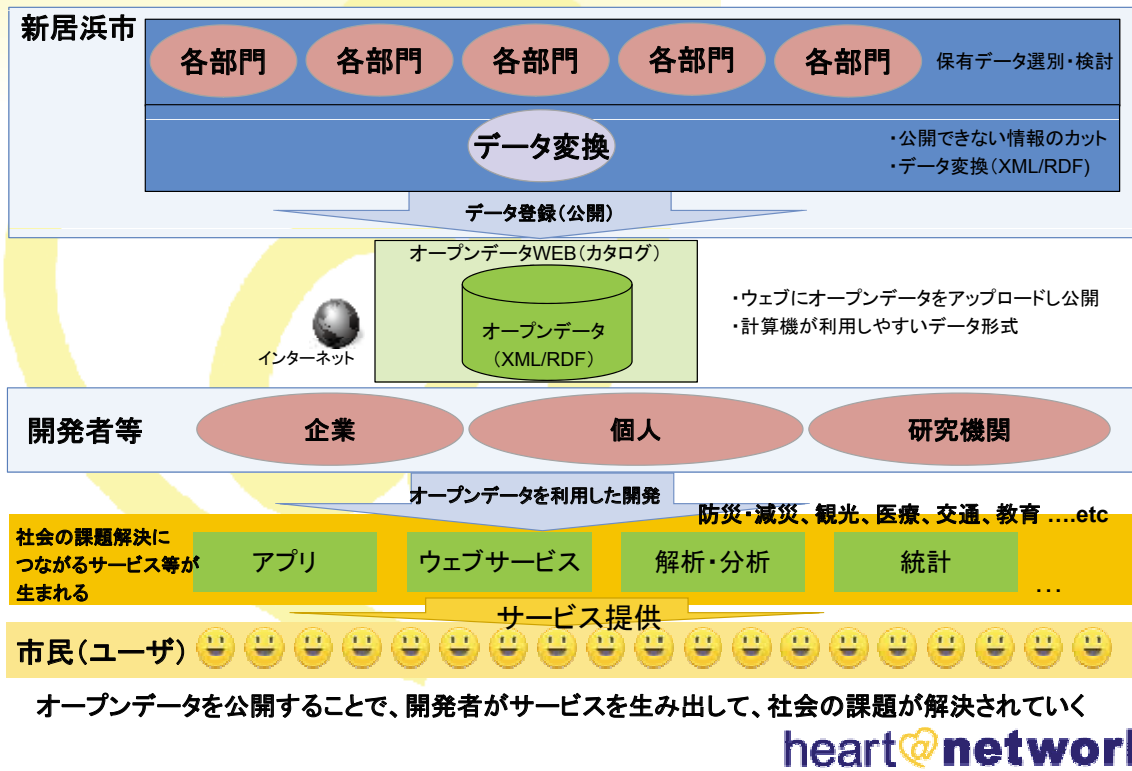 新居浜市
各部門
各部門
各部門
各部門
各部門
保有データ選別・検討
データ変換
・公開できない情報のカット
・データ変換(XML/RDF)
データ登録(公開)
オープンデータWEB(カタログ)
オープンデータ
(XML/RDF)
インターネット
・ウェブにオープンデータをアップロードし公開
・計算機が利用しやすいデータ形式
開発者等
企業
個人
研究機関
オープンデータを利用した開発
防災・減災、観光、医療、交通、教育 ….etc
社会の課題解決に
つながるサービス等が
生まれる
アプリ
ウェブサービス
解析・分析
統計
…
サービス提供
市民(ユーザ)
オープンデータを公開することで、開発者がサービスを生み出して、社会の課題が解決されていく
heart@network